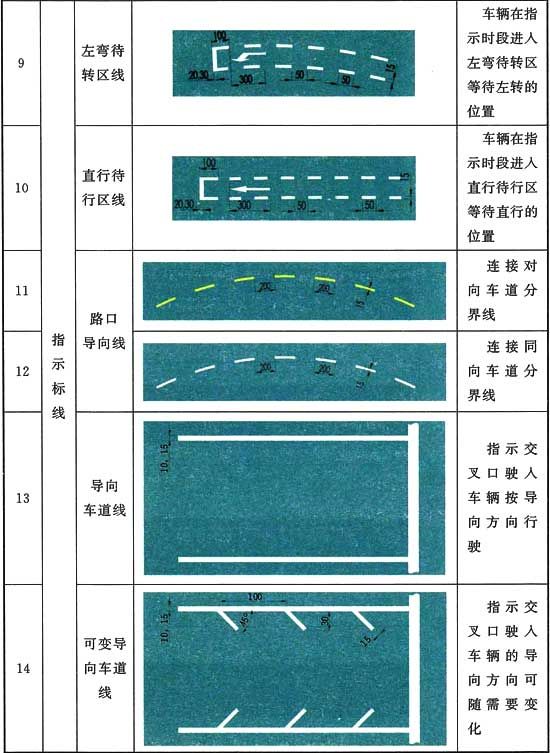 9
左弯待
转区线
100
20,30
300
50
50
15
车辆在指
示时段进入
左弯待转区
等待左转的
位置
10
直行待
行区线
100
20,30
300
50
50
15
车辆在指
示时段进入
直行待行区
等待直行的
位置
指
示
标
线
11
路口
导向线
200
200
15
连接对
向车道分
界线
12
200
200
15
连接同
向车道分
界线
13
导向
车道线
10,15
指示交
叉口驶入
车辆按导
向方向行
驶
14
可变导
向车道
线
10,15
100
45°
30
15
指示交
叉口驶入
车辆的导
向方向可
随需要变
化